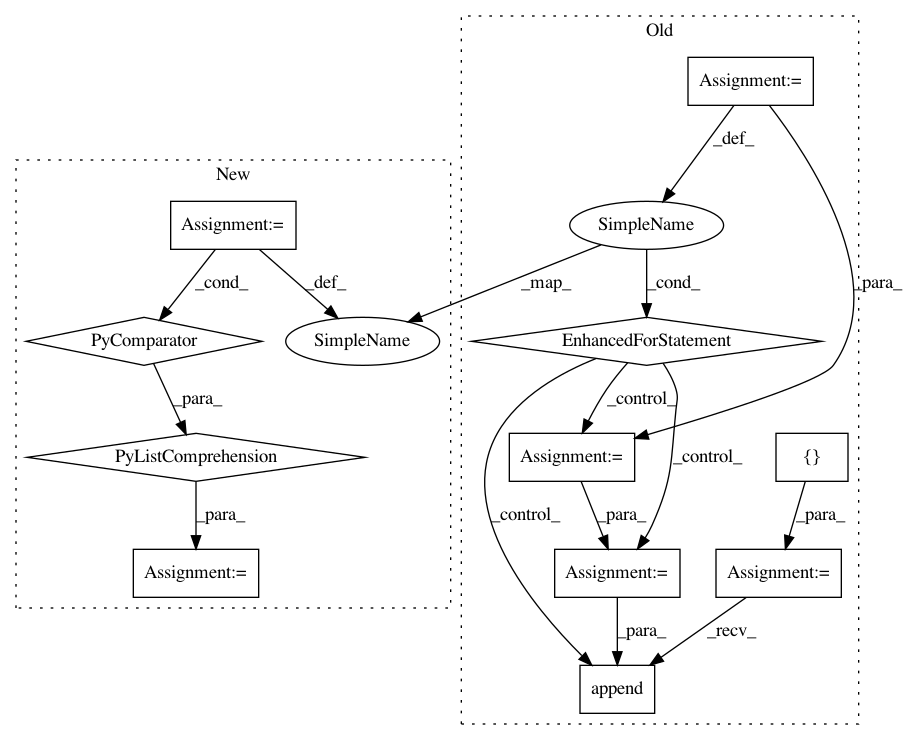 Old
Assignment:=
New
_def_
Assignment:=
SimpleName
_cond_
_def_
_map_
_cond_
_para_
PyComparator
SimpleName
EnhancedForStatement
_para_
_control_
PyListComprehension
Assignment:=
_control_
{}
_para_
_control_
_para_
_para_
Assignment:=
Assignment:=
Assignment:=
_para_
_recv_
append